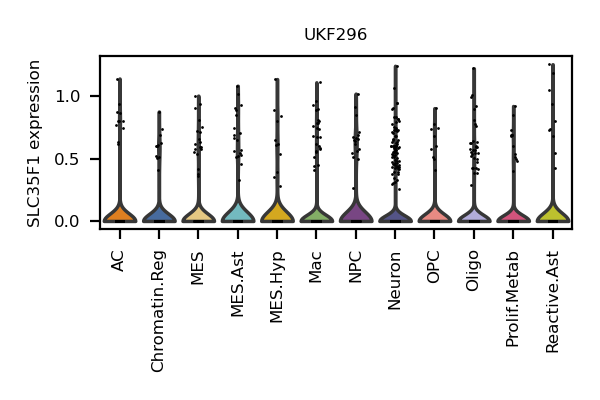 UKF296
SLC35F1 expression
1.0
0.5
0.0
AC
Chromatin.Reg
MES
MES.Ast
MES.Hyp
Mac
NPC
Neuron
OPC
Oligo
Prolif.Metab
Reactive.Ast